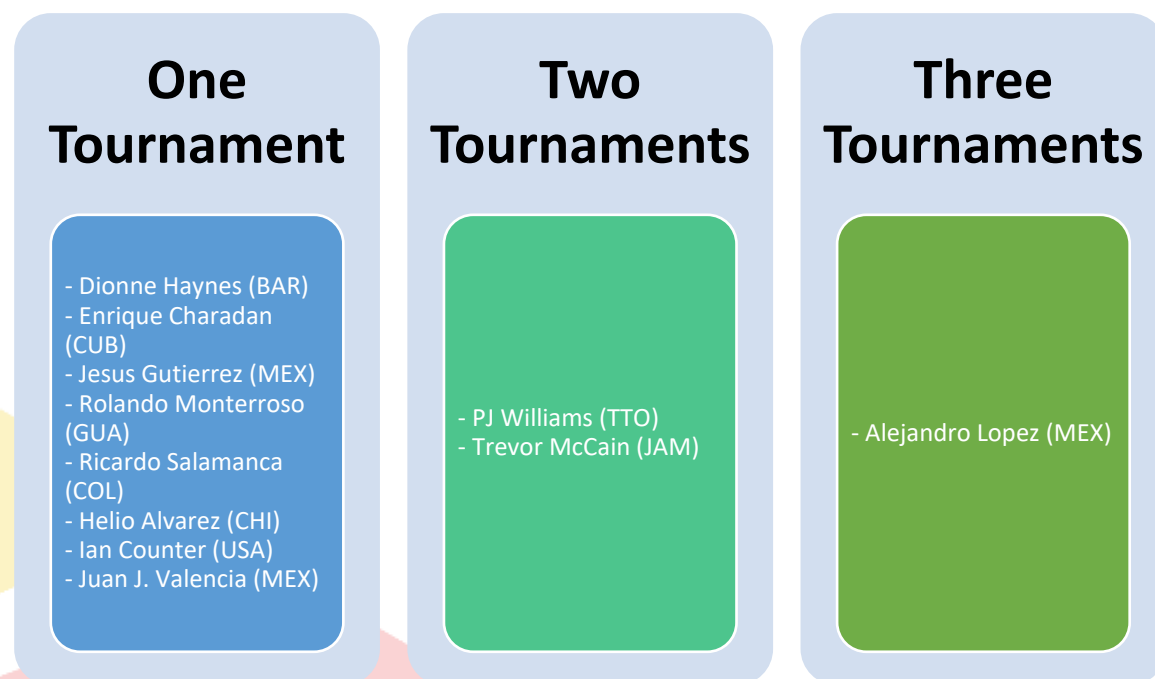 One
Tournament
- Dionne Haynes (BAR)
- Enrique Charadan
(CUB)
- Jesus Gutierrez (MEX)
- Rolando Monterroso
(GUA)
- Ricardo Salamanca
(COL)
- Helio Alvarez (CHI)
- Ian Counter (USA)
- Juan J. Valencia (MEX)
Two
Tournaments
- PJ Williams (TTO)
- Trevor McCain (JAM)
Three
Tournaments
- Alejandro Lopez (MEX)